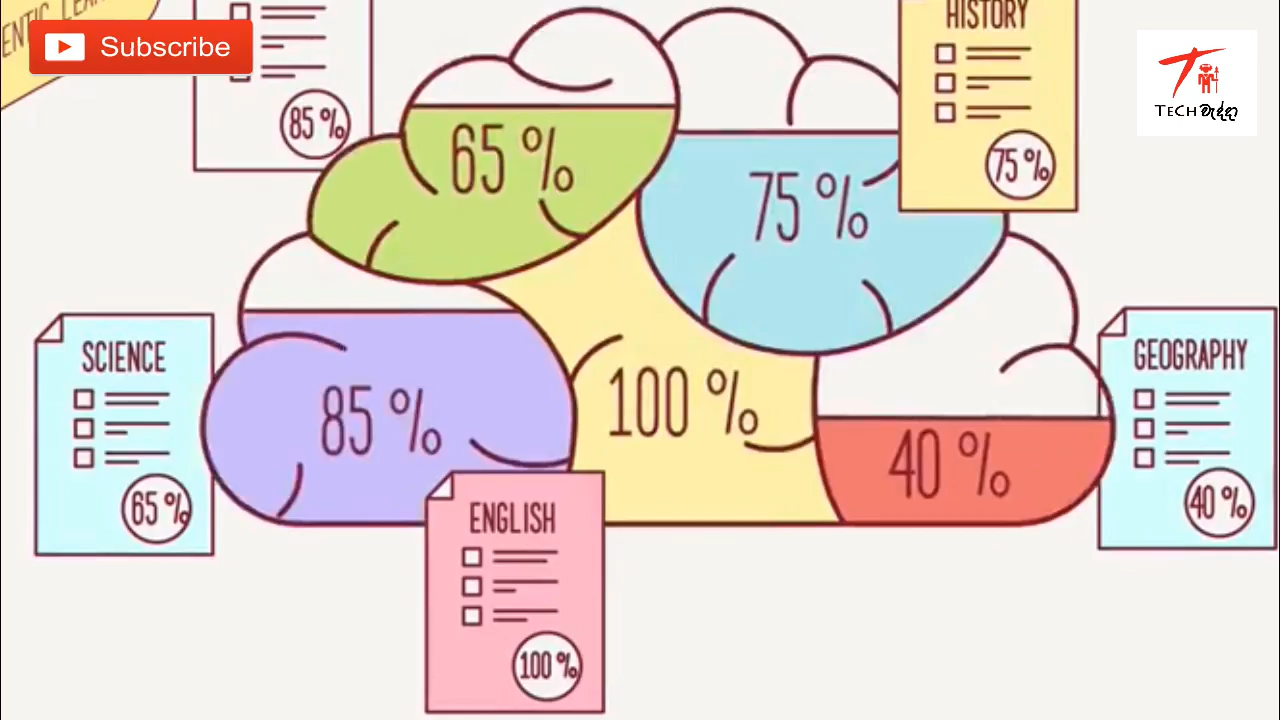 HISTORY
Subscribe
TECH වැද්දා
85 %
65 %
75 %
75 %
SCIENCE
GEOGRAPHY
85 %
100 %
40 %
65 %
40 %
ENGLISH
100 %